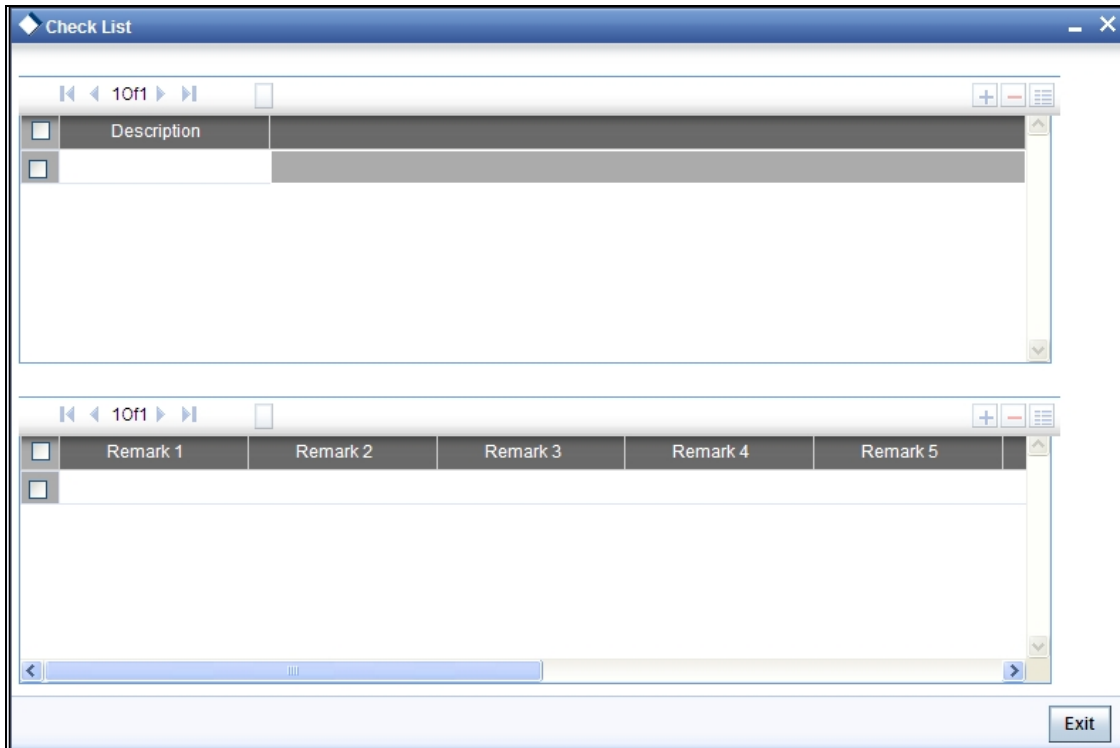 Check List
1Of1
Description
1Of1
Remark 1 Remark 2 Remark 3 Remark 4 Remark 5
Exit